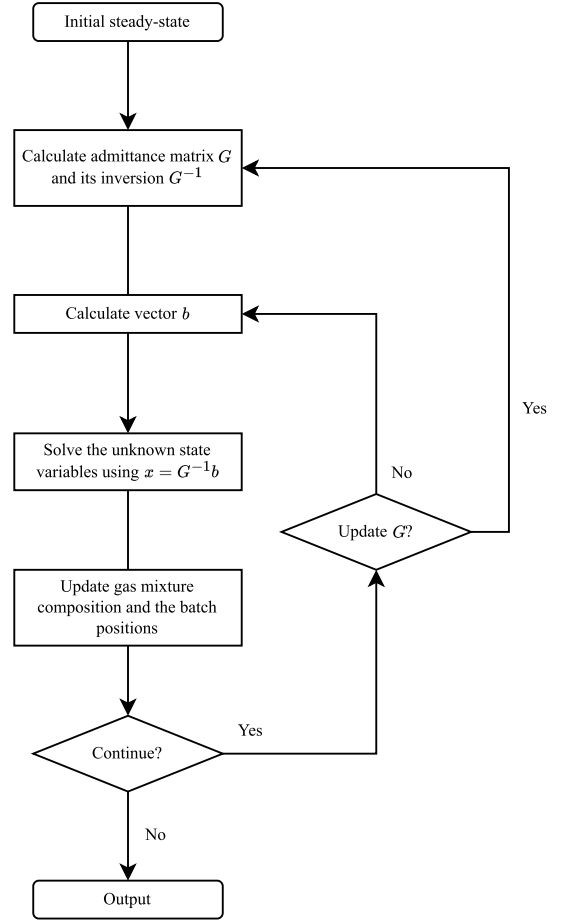 Initial steady-state
Calculate admittance matrix G
and its inversion G⁻¹
Calculate vector b
Yes
Solve the unknown state
variables using x = G⁻¹b
No
Update G?
Update gas mixture
composition and the batch
positions
Yes
Continue?
No
Output